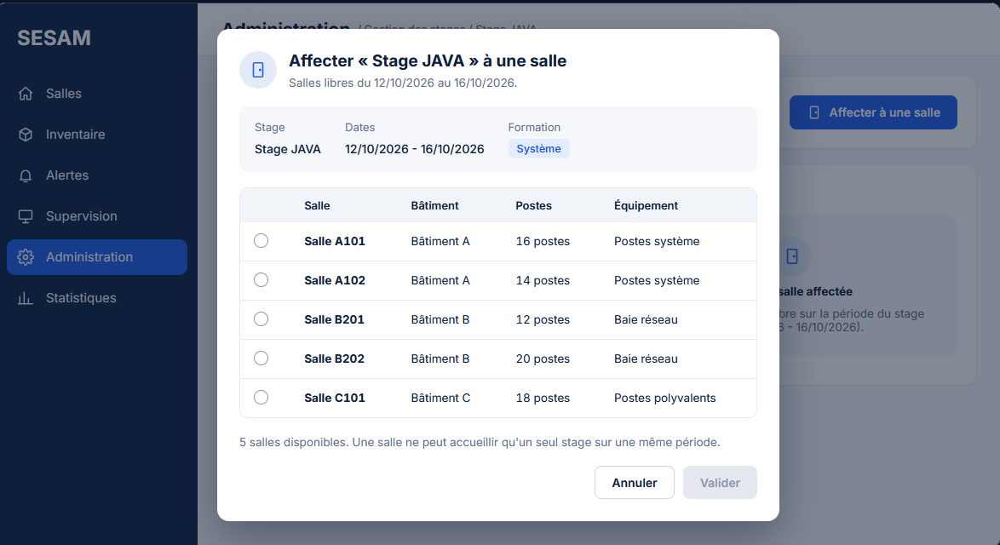 SESAM
Salles
Inventaire
Alertes
Supervision
Administration
Statistiques
Administration / Gestion des stages / Stage JAVA
Affecter à une salle
Affecter « Stage JAVA » à une salle
Salles libres du 12/10/2026 au 16/10/2026.
Stage Dates Formation
Stage JAVA 12/10/2026 - 16/10/2026 Système
Salle Bâtiment Postes Équipement
Salle A101 Bâtiment A 16 postes Postes système
Salle A102 Bâtiment A 14 postes Postes système
Salle B201 Bâtiment B 12 postes Baie réseau
Salle B202 Bâtiment B 20 postes Baie réseau
Salle C101 Bâtiment C 18 postes Postes polyvalents
5 salles disponibles. Une salle ne peut accueillir qu'un seul stage sur une même période.
Annuler Valider
salle affectée
sur la période du stage
- 16/10/2026).